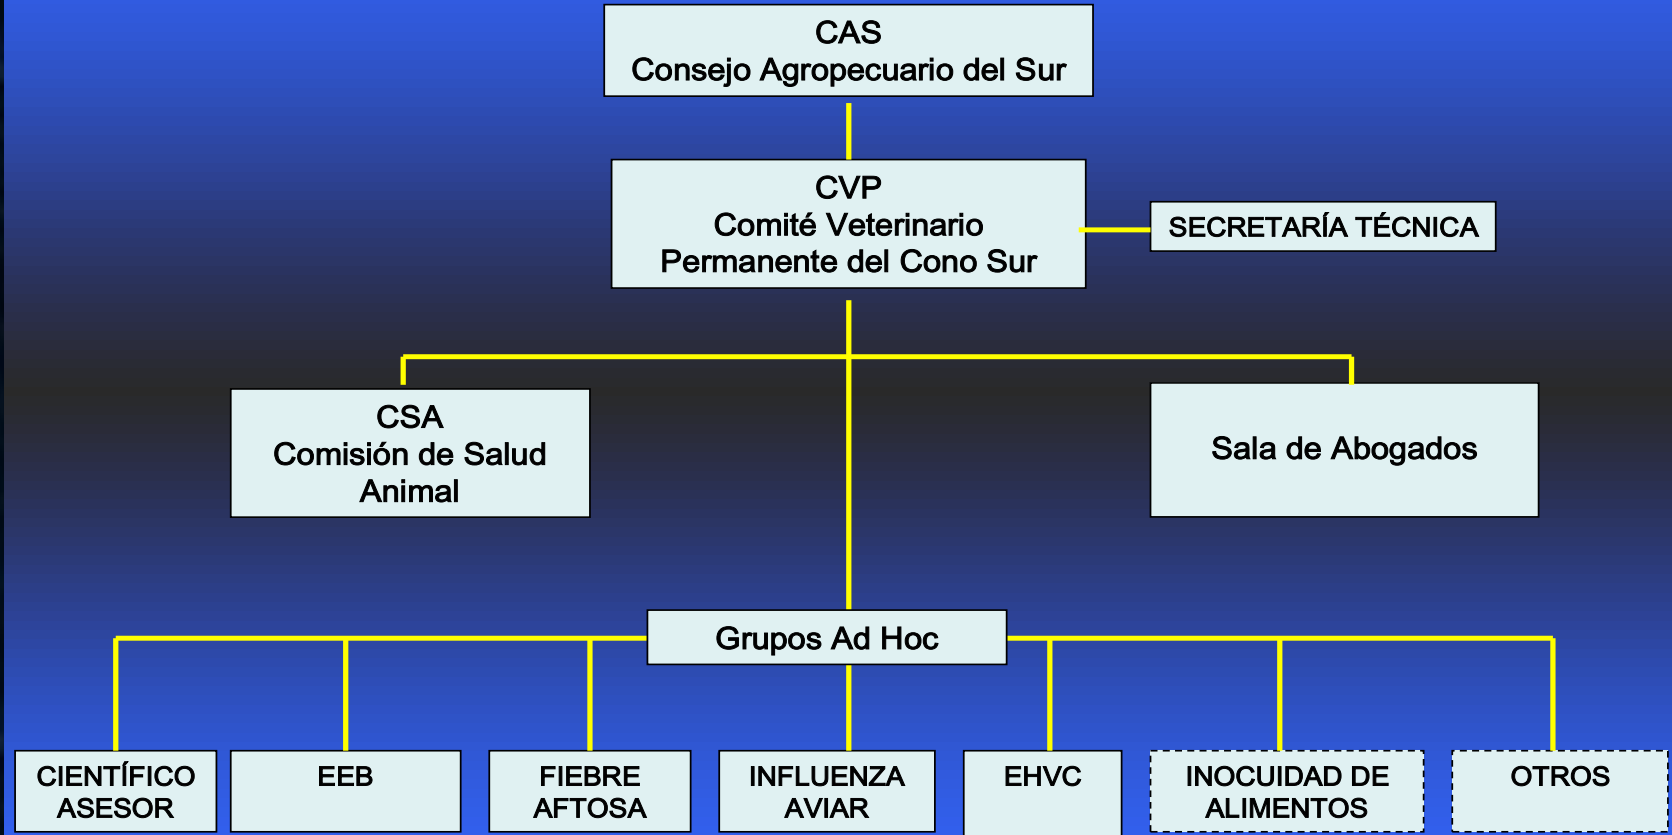 CAS
Consejo Agropecuario del Sur
CVP
Comité Veterinario
Permanente del Cono Sur
SECRETARÍA TÉCNICA
CSA
Comisión de Salud
Animal
Sala de Abogados
Grupos Ad Hoc
CIENTÍFICO
ASESOR
EEB
FIEBRE
AFTOSA
INFLUENZA
AVIAR
EHVC
INOCUIDAD DE
ALIMENTOS
OTROS